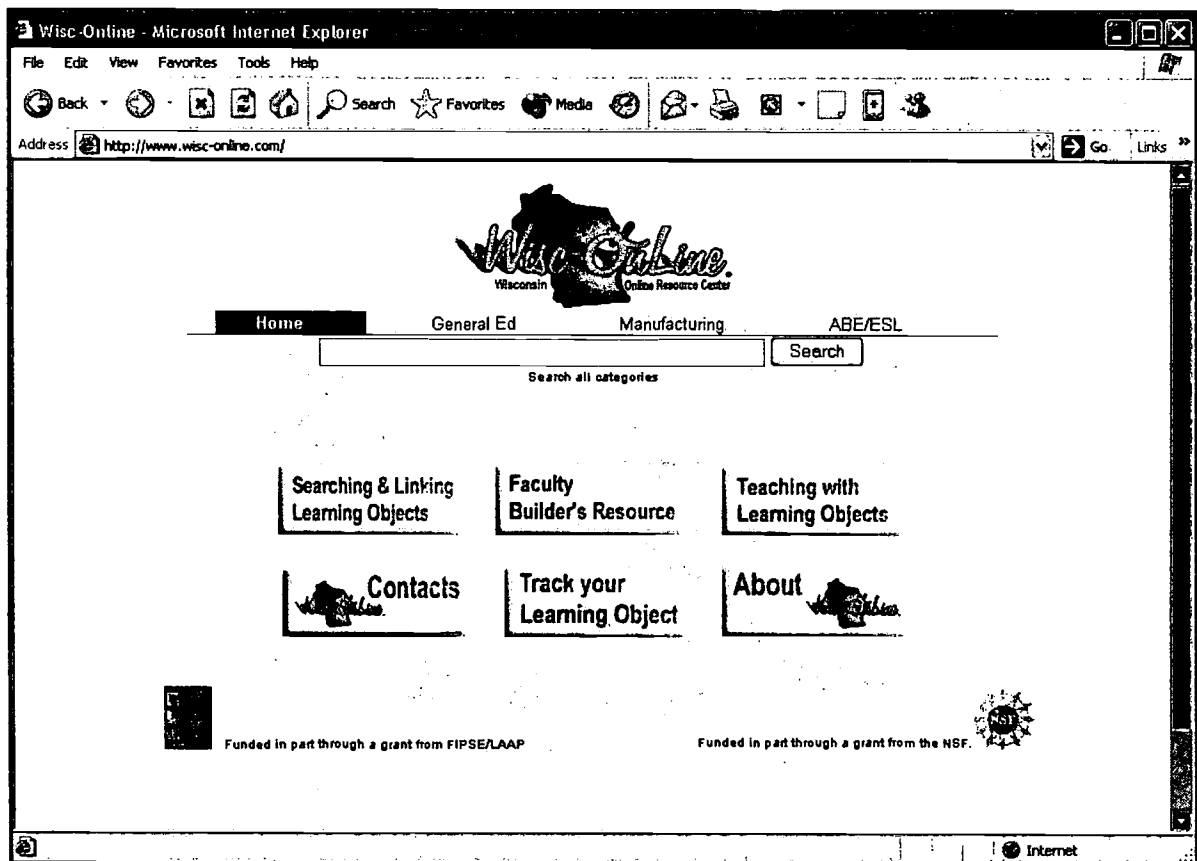 Wisc-Online - Microsoft Internet Explorer
File Edit View Favorites Tools Help
Back Search Favorites Media
Address http://www.wisc-online.com/ Go Links »
Wisc-OnLine.
Wisconsin Online Resource Center
Home General Ed Manufacturing ABE/ESL
Search
Search all categories
Searching & Linking
Learning Objects
Faculty
Builder's Resource
Teaching with
Learning Objects
Contacts
Track your
Learning Object
About
NSF
Funded in part through a grant from FIPSE/LAAP
Funded in part through a grant from the NSF.
Internet